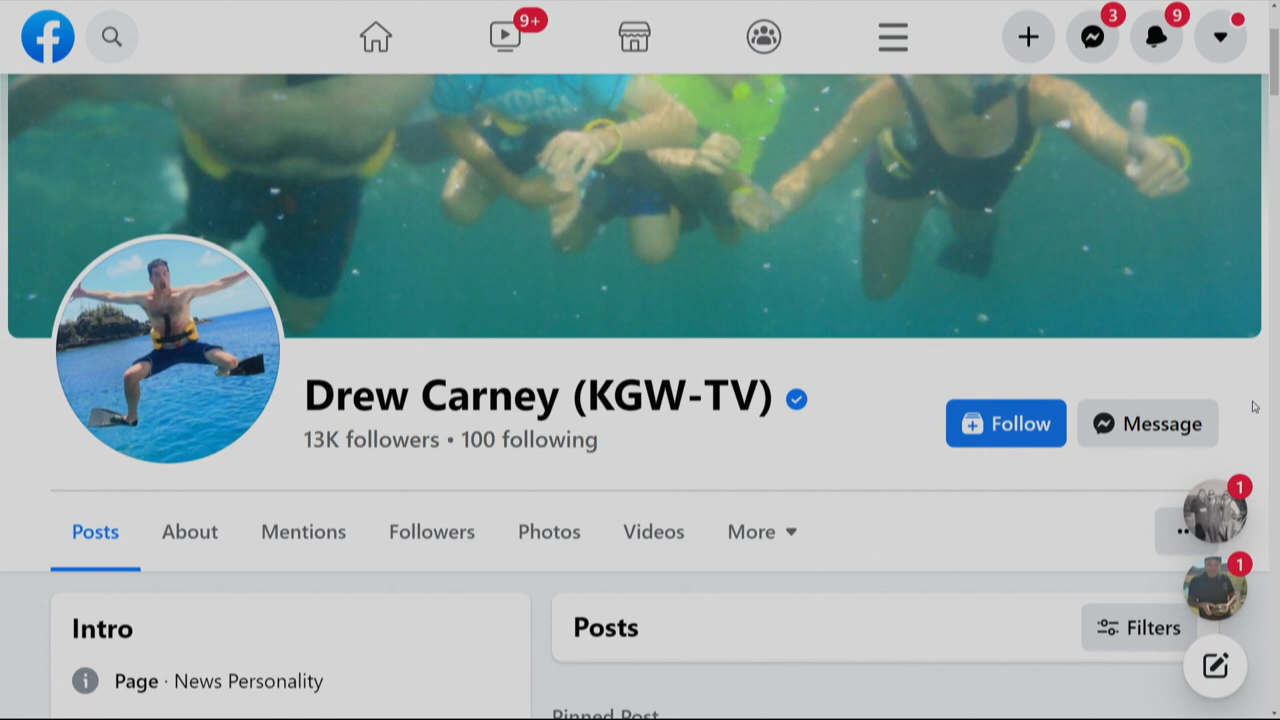 9+
3
9
Drew Carney (KGW-TV)
13K followers • 100 following
Follow
Message
1
Posts
About
Mentions
Followers
Photos
Videos
More
1
Intro
Posts
Filters
Page · News Personality
Pinned Post